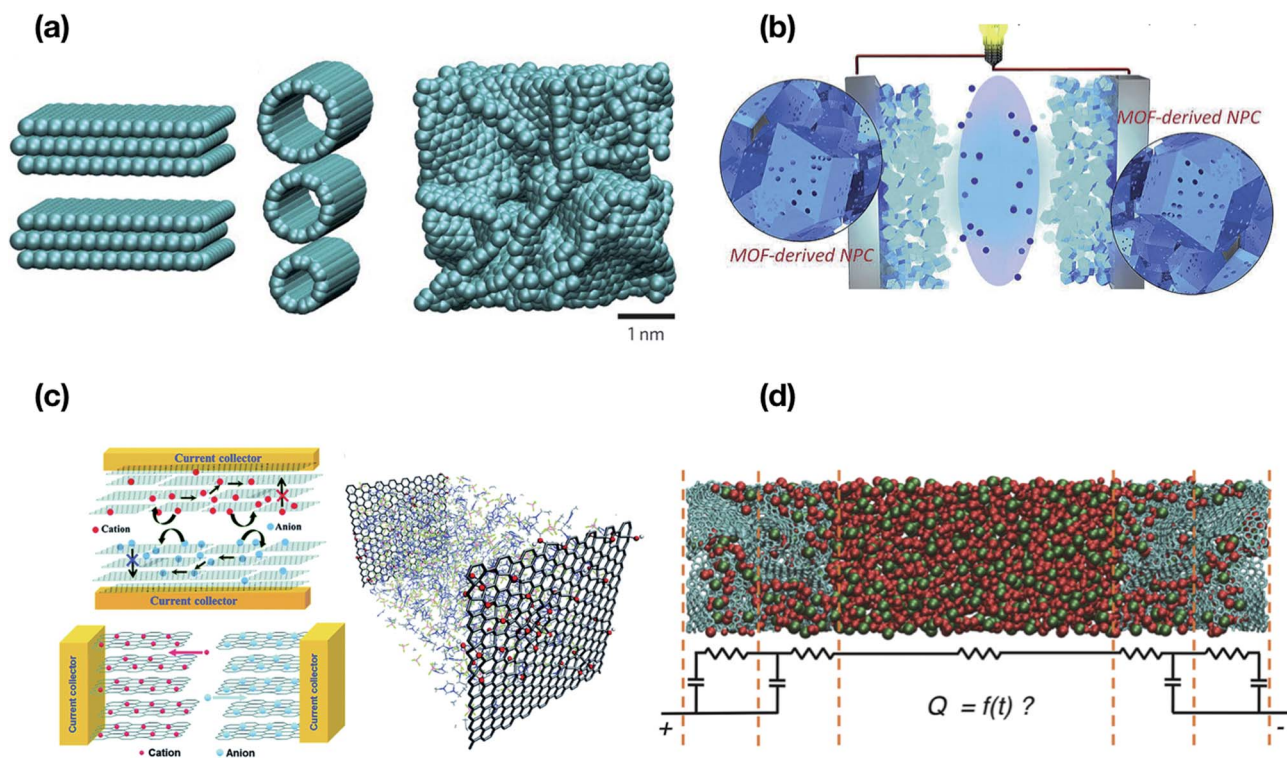 (a)
1 nm
(b)
MOF-derived NPC
MOF-derived NPC
(c)
Current collector
Cation
Anion
Current collector
Current collector
Current collector
Cation
Anion
(d)
Q = f(t) ?
+
-